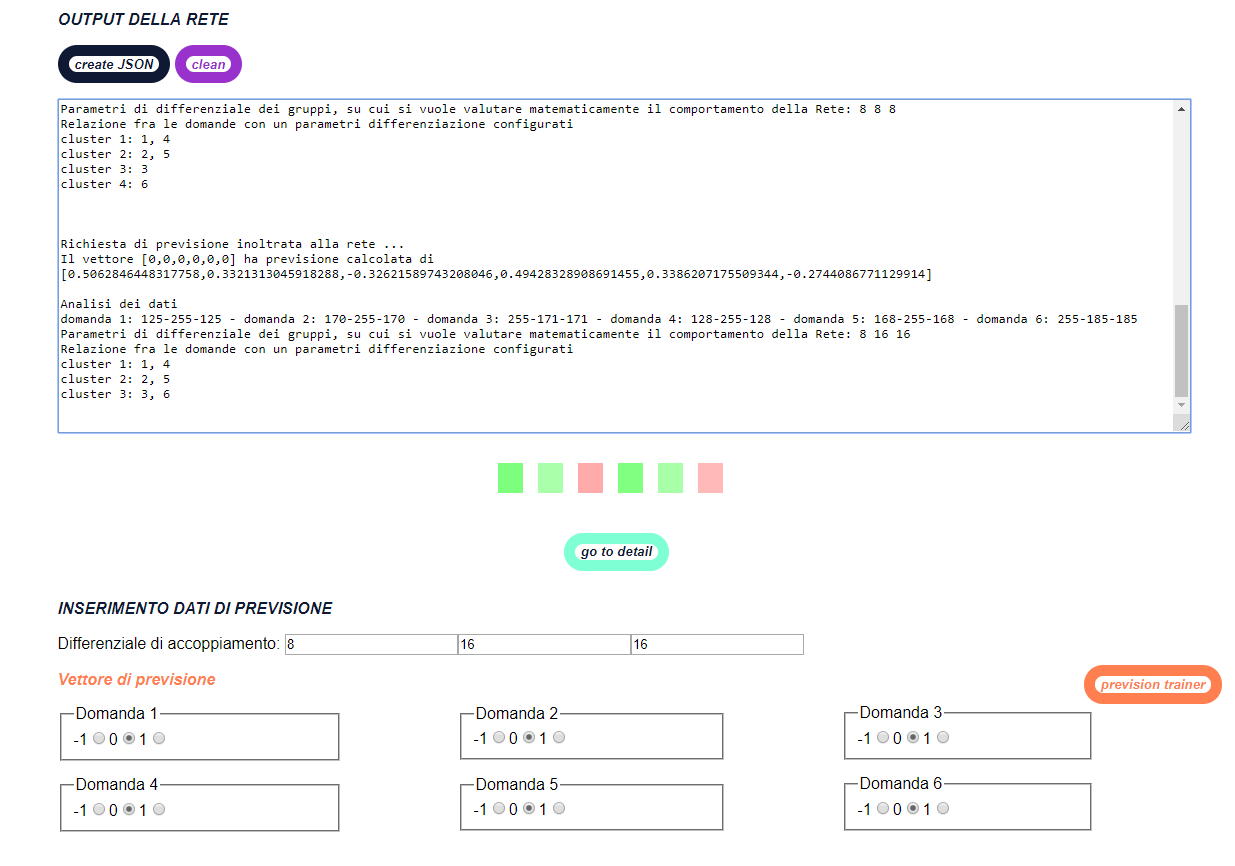 OUTPUT DELLA RETE
create JSON clean
Parametri di differenziale dei gruppi, su cui si vuole valutare matematicamente il comportamento della Rete: 8 8 8
Relazione fra le domande con un parametri differenziazione configurati
cluster 1: 1, 4
cluster 2: 2, 5
cluster 3: 3
cluster 4: 6
Richiesta di previsione inoltrata alla rete ...
Il vettore [0,0,0,0,0,0] ha previsione calcolata di
[0.5062846448317758,0.3321313045918288,-0.32621589743208046,0.49428328908691455,0.3386207175509344,-0.2744086771129914]
Analisi dei dati
domanda 1: 125-255-125 - domanda 2: 170-255-170 - domanda 3: 255-171-171 - domanda 4: 128-255-128 - domanda 5: 168-255-168 - domanda 6: 255-185-185
Parametri di differenziale dei gruppi, su cui si vuole valutare matematicamente il comportamento della Rete: 8 16 16
Relazione fra le domande con un parametri differenziazione configurati
cluster 1: 1, 4
cluster 2: 2, 5
cluster 3: 3, 6
go to detail
INSERIMENTO DATI DI PREVISIONE
Differenziale di accoppiamento: 8 16 16
Vettore di previsione
prevision trainer
Domanda 1 Domanda 2 Domanda 3
-1 0 1 -1 0 1 -1 0 1
Domanda 4 Domanda 5 Domanda 6
-1 0 1 -1 0 1 -1 0 1